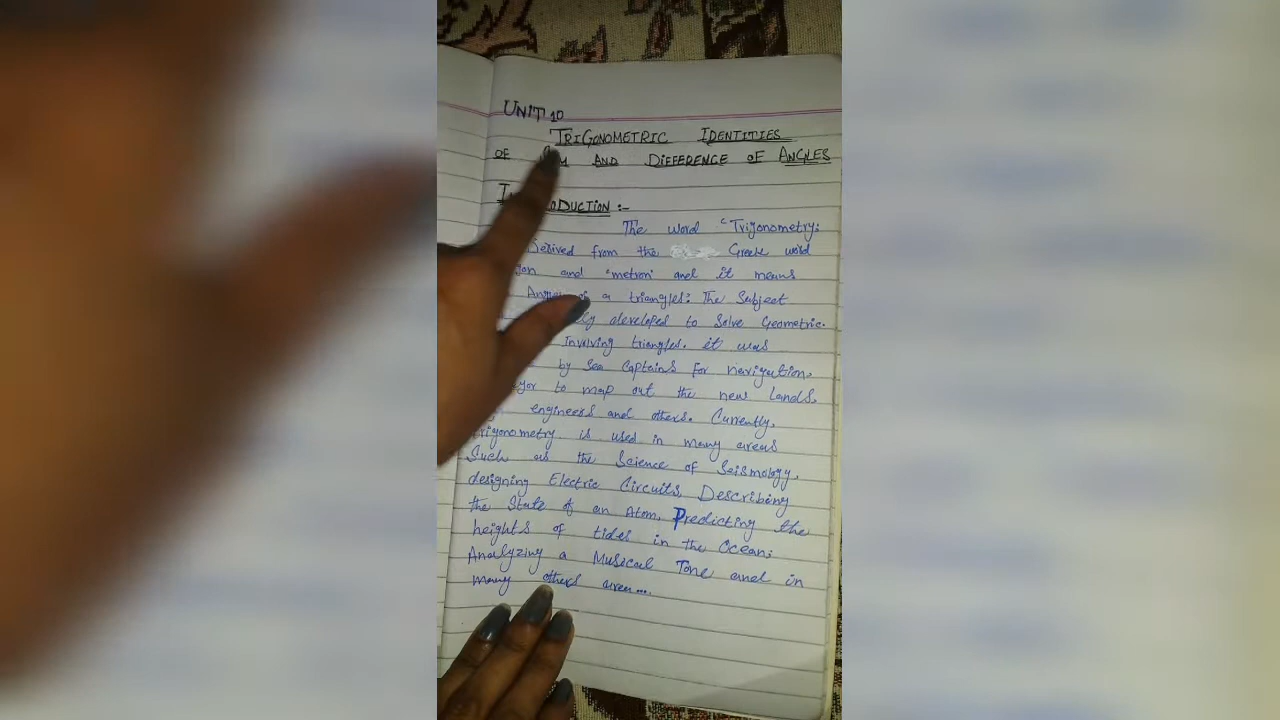 UNIT 10
TRIGONOMETRIC IDENTITIES
OF AND DIFFERENCE OF ANGLES
:-
The word "Trigonometry:
Derived from the Greek word
and 'metron' and it means
of a triangles: The Subject
developed to Solve Geometric.
involving triangles. it was
by Sea Captains For navigation.
to map out the new Lands.
engineers and others. Currently,
Trigonometry is used in many areas
Such as the Science of Seismology,
designing Electric Circuits, Describing
the State of an Atom, Predicting the
heights of tides in the Ocean;
Analyzing a Musical Tone and in
many others area....